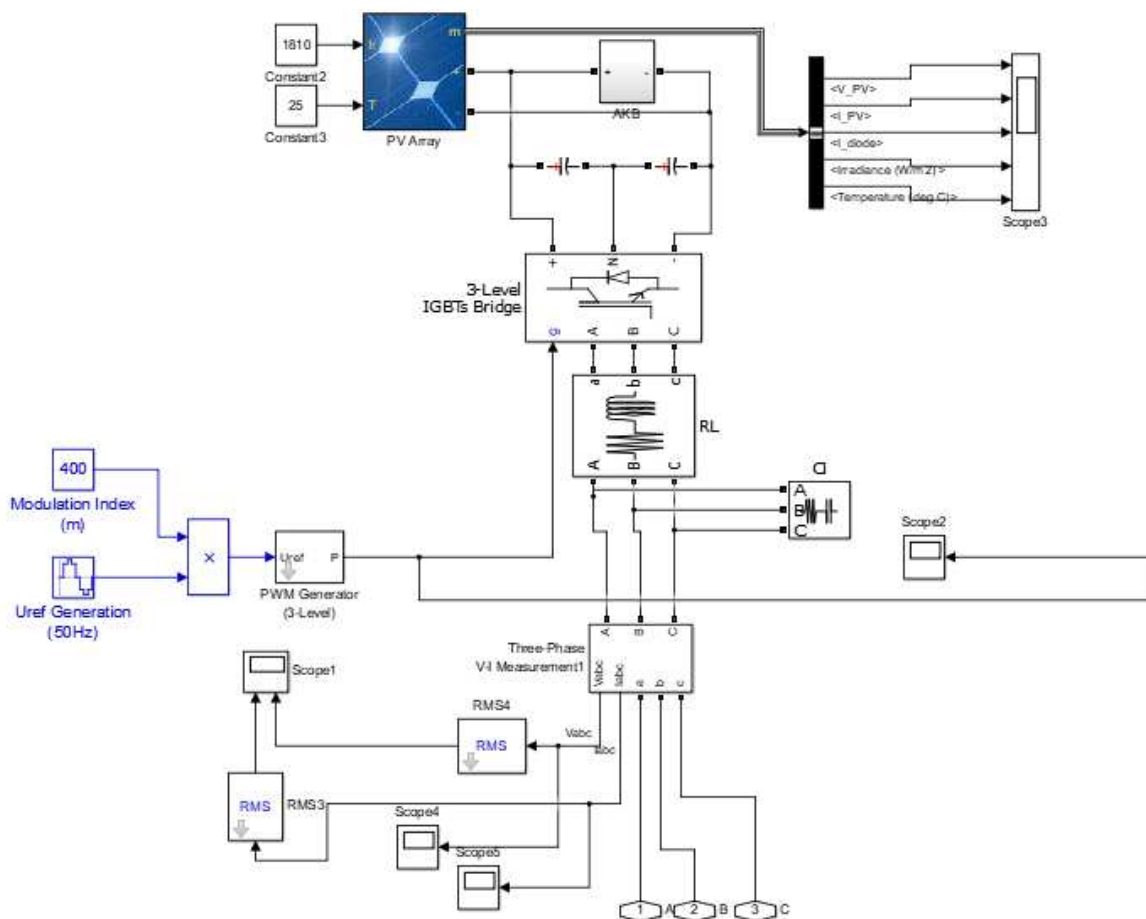 1810
Constant2
25
Constant3
Ir
T
m
+
-
PV Array
+
-
AKB
<V_PV>
<I_PV>
<I_diode>
<Irradiance (W/m2)>
<Temperature (deg C)>
Scope3
3-Level
IGBTs Bridge
+
N
-
g
A
B
C
a
b
c
RL
A
B
C
A
B
C
Scope2
400
Modulation Index
(m)
×
Uref
P
PWM Generator
(3-Level)
Uref Generation
(50Hz)
Three-Phase
V-I Measurement1
A
B
C
Vabc
Iabc
a
b
c
Scope1
RMS4
RMS
Vabc
Iabc
RMS
RMS3
Scope4
Scope5
1
A
2
B
3
C